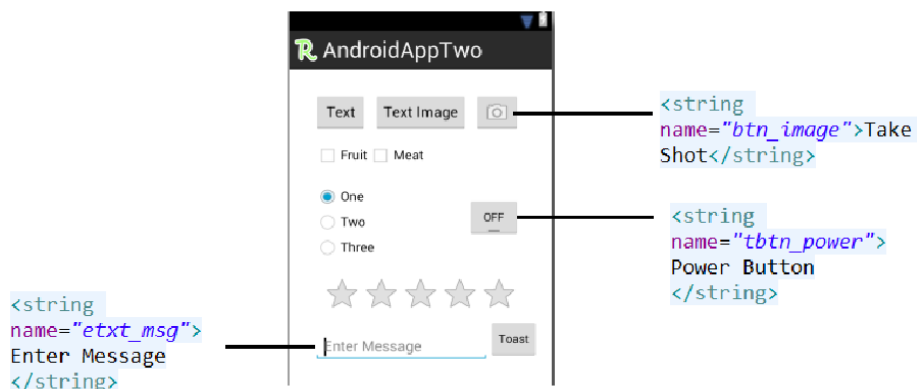 AndroidAppTwo
Text Text Image
Fruit Meat
One
Two
OFF
Three
Enter Message
Toast
<string
name="btn_image">Take
Shot</string>
<string
name="tbtn_power">
Power Button
</string>
<string
name="etxt_msg">
Enter Message
</string>